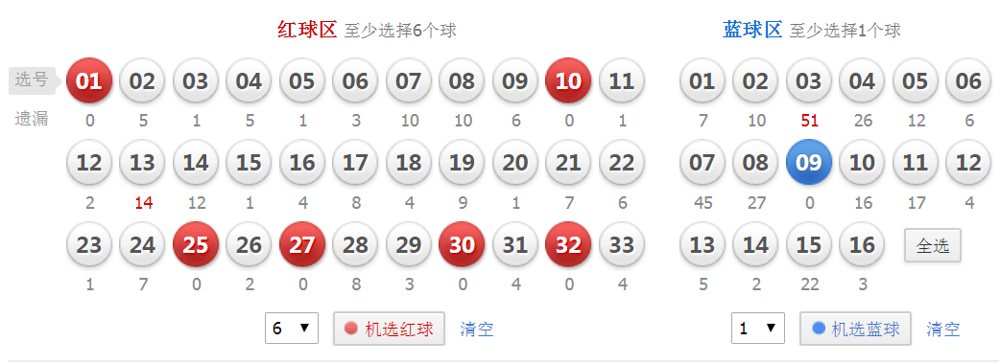 红球区 至少选择6个球 蓝球区 至少选择1个球
选号 01 02 03 04 05 06 07 08 09 10 11 01 02 03 04 05 06
遗漏 0 5 1 5 1 3 10 10 6 0 1 7 10 51 26 12 6
12 13 14 15 16 17 18 19 20 21 22 07 08 09 10 11 12
2 14 12 1 4 8 4 9 1 7 6 45 27 0 16 17 4
23 24 25 26 27 28 29 30 31 32 33 13 14 15 16 全选
1 7 0 2 0 8 3 0 4 0 4 5 2 22 3
6 机选红球 清空 1 机选蓝球 清空